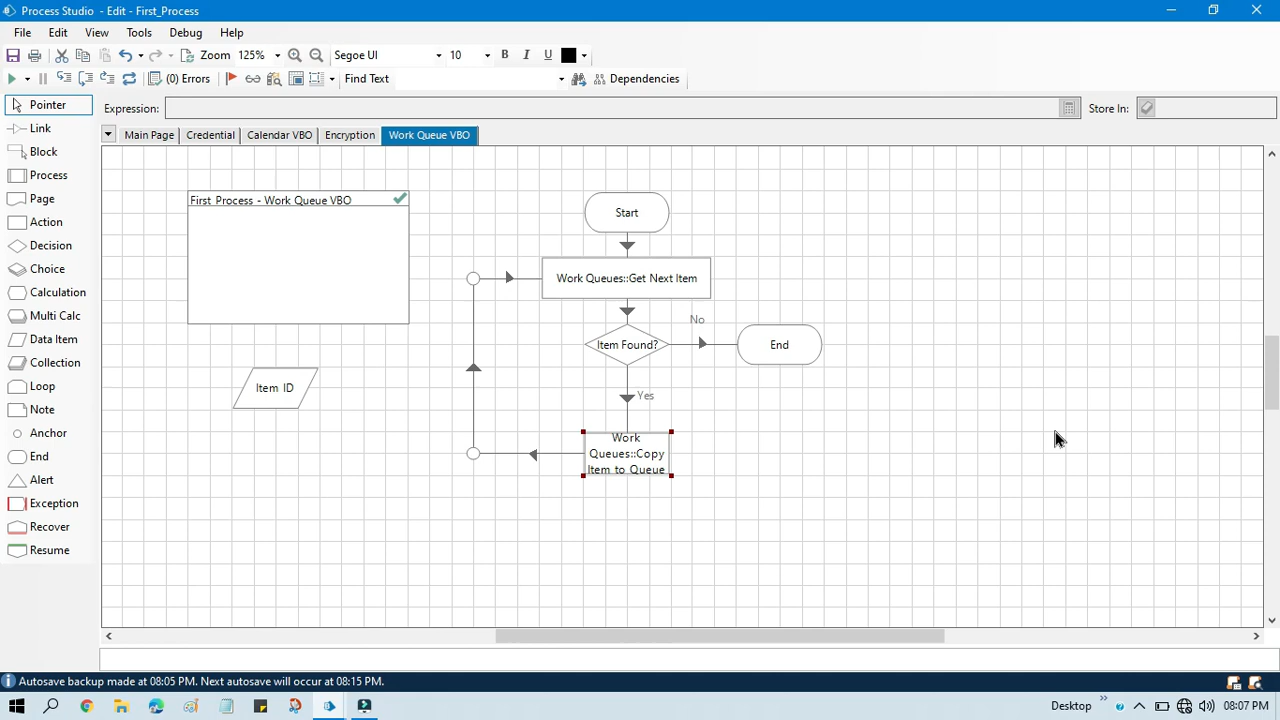 Process Studio - Edit - First_Process
File Edit View Tools Debug Help
Zoom 125% Segoe UI 10 B I U
(0) Errors Find Text Dependencies
Pointer Expression: Store In:
Link
Main Page Credential Calendar VBO Encryption Work Queue VBO
Block
Process
Page
Action
Decision
Choice
Calculation
Multi Calc
Data Item
Collection
Loop
Note
Anchor
End
Alert
Exception
Recover
Resume
First Process - Work Queue VBO
Start
Work Queues::Get Next Item
No
Item Found?
End
Item ID
Yes
Work
Queues::Copy
Item to Queue
Autosave backup made at 08:05 PM. Next autosave will occur at 08:15 PM.
Desktop 08:07 PM